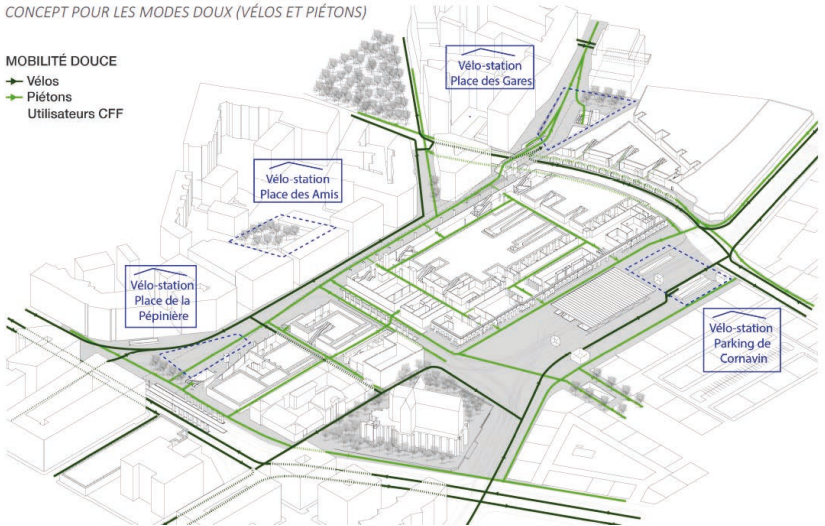 CONCEPT POUR LES MODES DOUX (VÉLOS ET PIÉTONS)
MOBILITÉ DOUCE
Vélos
Piétons
Utilisateurs CFF
Vélo-station
Place des Gares
Vélo-station
Place des Amis
Vélo-station
Place de la
Pépinière
Vélo-station
Parking de
Cornavin